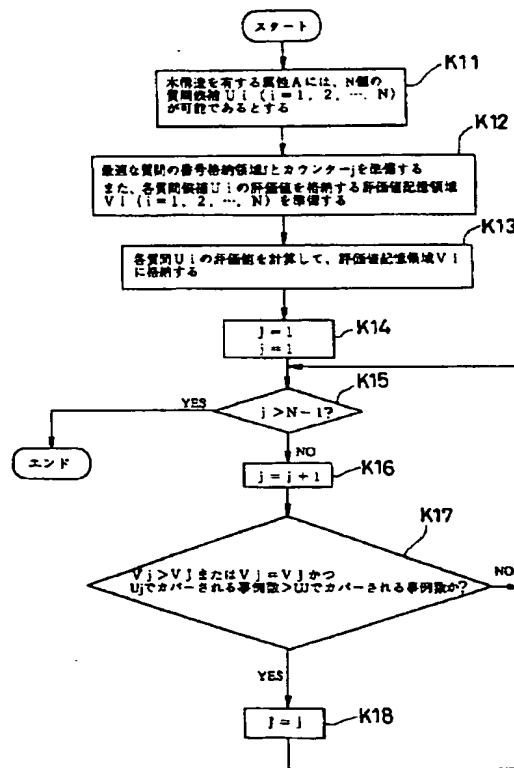 スタート
K11
木構造を有する属性Aには、N個の
質問候補Ui (i=1, 2, …, N)
が可能であるとする
K12
最適な質問の番号格納領域JとカウンターjをQ準備する
また、各質問候補Uiの評価値を格納する評価値記憶領域
Vi (i=1, 2, …, N) を準備する
K13
各質問Uiの評価値を計算して、評価値記憶領域Vi
に格納する
K14
J=1
j=1
K15
YES
j>N-1?
エンド
NO
K16
j=j+1
K17
Vj>VJまたはVj=VJかつ
Ujでカバーされる事例数>UJでカバーされる事例数か?
NO
YES
K18
J=j